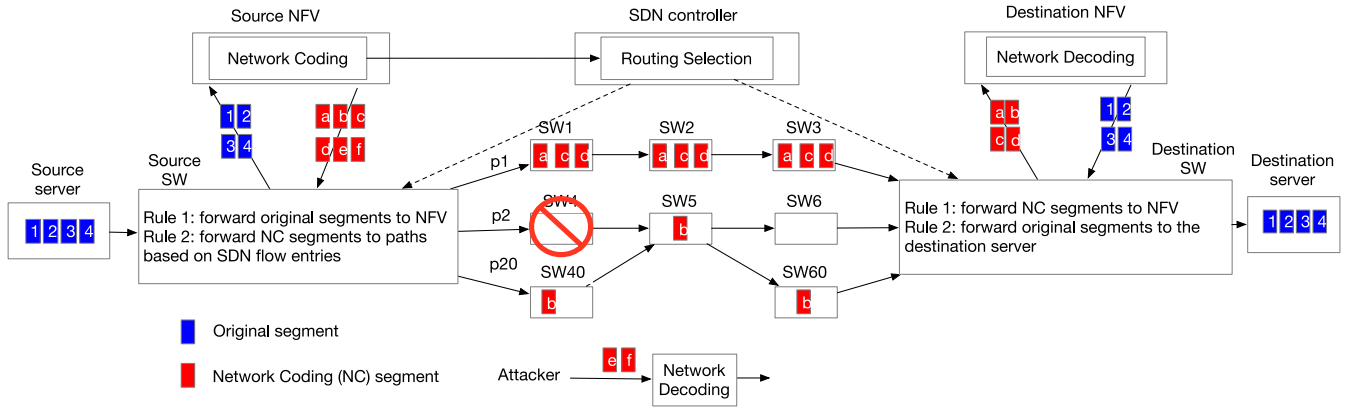 Source NFV
SDN controller
Destination NFV
Network Coding
Routing Selection
Network Decoding
1 2
3 4
a b c
d e f
a b
c d
1 2
3 4
SW1
SW2
SW3
a c d
a c d
a c d
p1
Source
SW
Destination
SW
Source
server
Destination
server
1 2 3 4
Rule 1: forward original segments to NFV
Rule 2: forward NC segments to paths
based on SDN flow entries
p2
SW4
SW5
SW6
b
Rule 1: forward NC segments to NFV
Rule 2: forward original segments to the
destination server
1 2 3 4
p20
SW40
SW60
b
b
Original segment
Network Coding (NC) segment
Attacker
e f
Network
Decoding